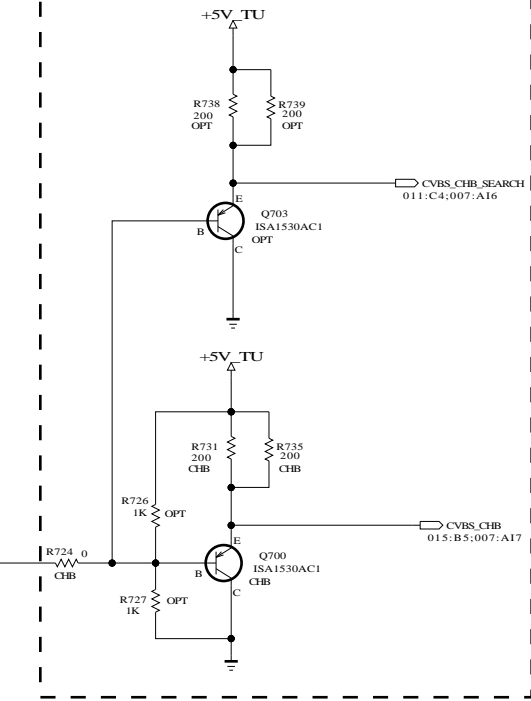 +5V_TU
R738
200
OPT
R739
200
OPT
CVBS_CHB_SEARCH
011:C4;007:AI6
E
B
C
Q703
ISA1530AC1
OPT
+5V_TU
R731
200
CHB
R735
200
CHB
R726
1K
OPT
CVBS_CHB
015:B5;007:AI7
R724
0
CHB
E
B
C
Q700
ISA1530AC1
CHB
R727
1K
OPT